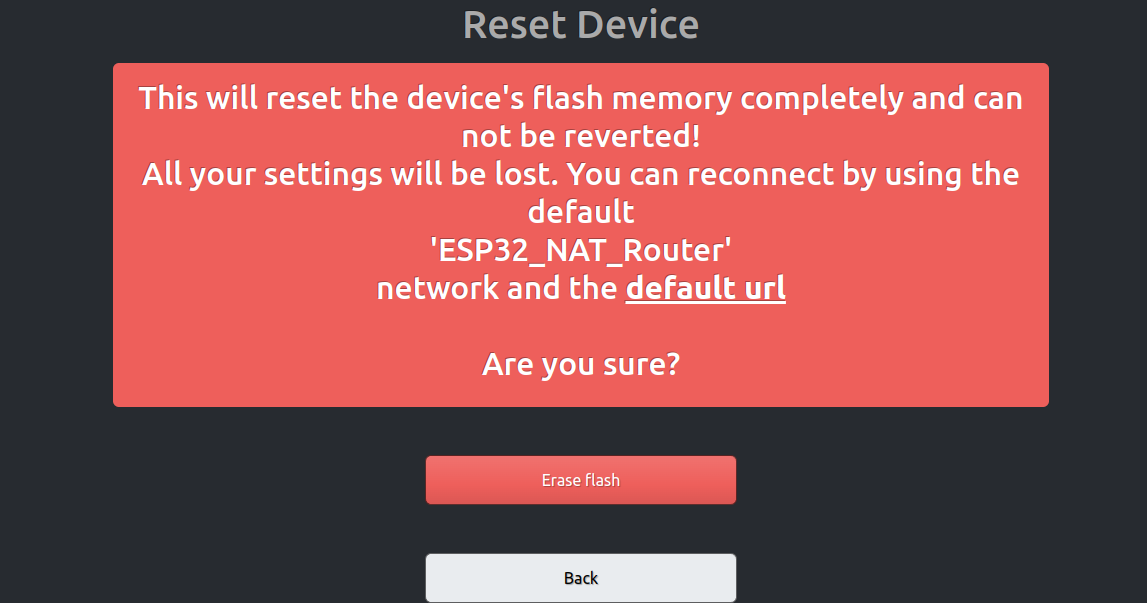 Reset Device
This will reset the device's flash memory completely and can
not be reverted!
All your settings will be lost. You can reconnect by using the
default
'ESP32_NAT_Router'
network and the default url
Are you sure?
Erase flash
Back